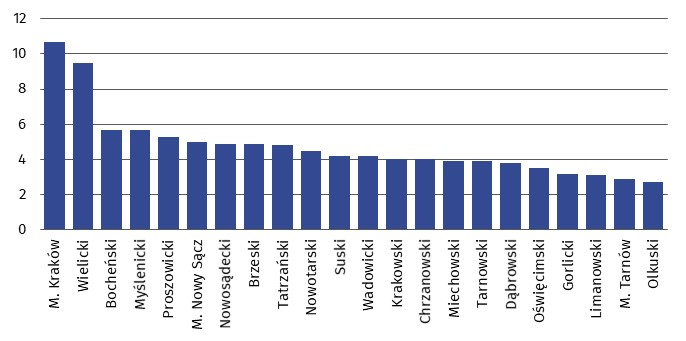 12
10
8
6
4
2
0
M. Kraków
Wielicki
Bocheński
Myślenicki
Proszowicki
M. Nowy Sącz
Nowosądecki
Brzeski
Tatrzański
Nowotarski
Suski
Wadowicki
Krakowski
Chrzanowski
Miechowski
Tarnowski
Dąbrowski
Oświęcimski
Gorlicki
Limanowski
M. Tarnów
Olkuski